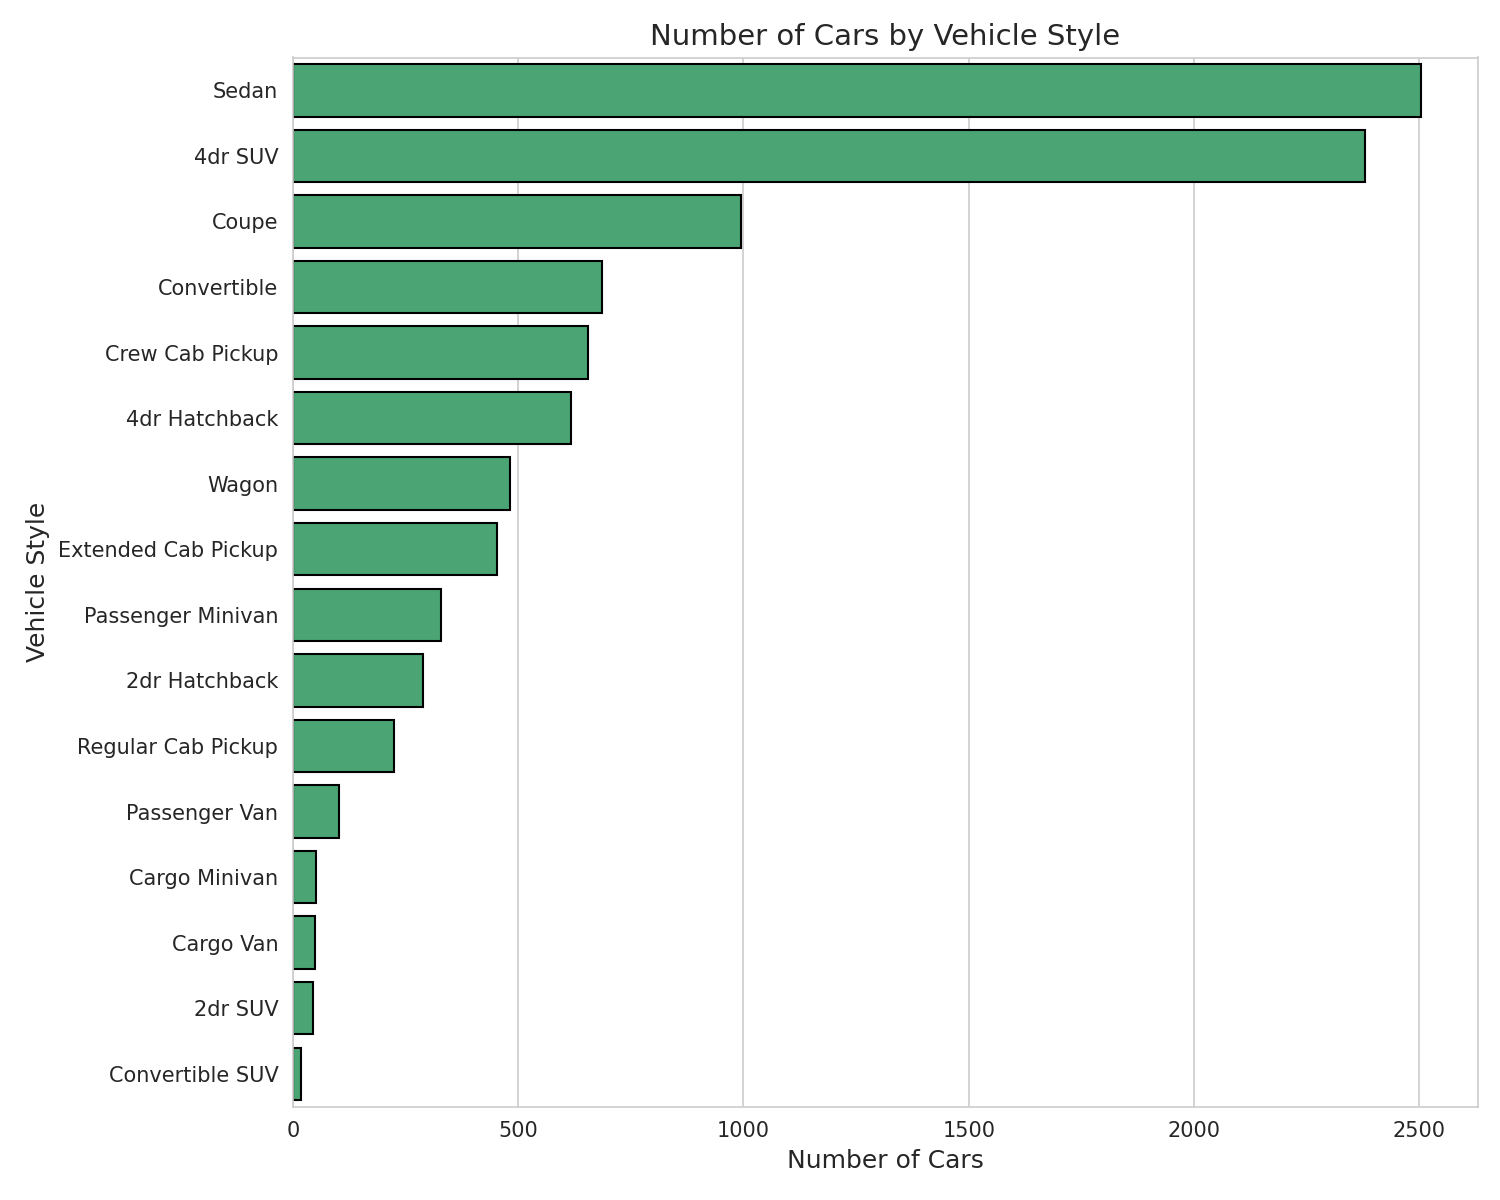 Number of Cars by Vehicle Style
Vehicle Style
Sedan
4dr SUV
Coupe
Convertible
Crew Cab Pickup
4dr Hatchback
Wagon
Extended Cab Pickup
Passenger Minivan
2dr Hatchback
Regular Cab Pickup
Passenger Van
Cargo Minivan
Cargo Van
2dr SUV
Convertible SUV
0 500 1000 1500 2000 2500
Number of Cars